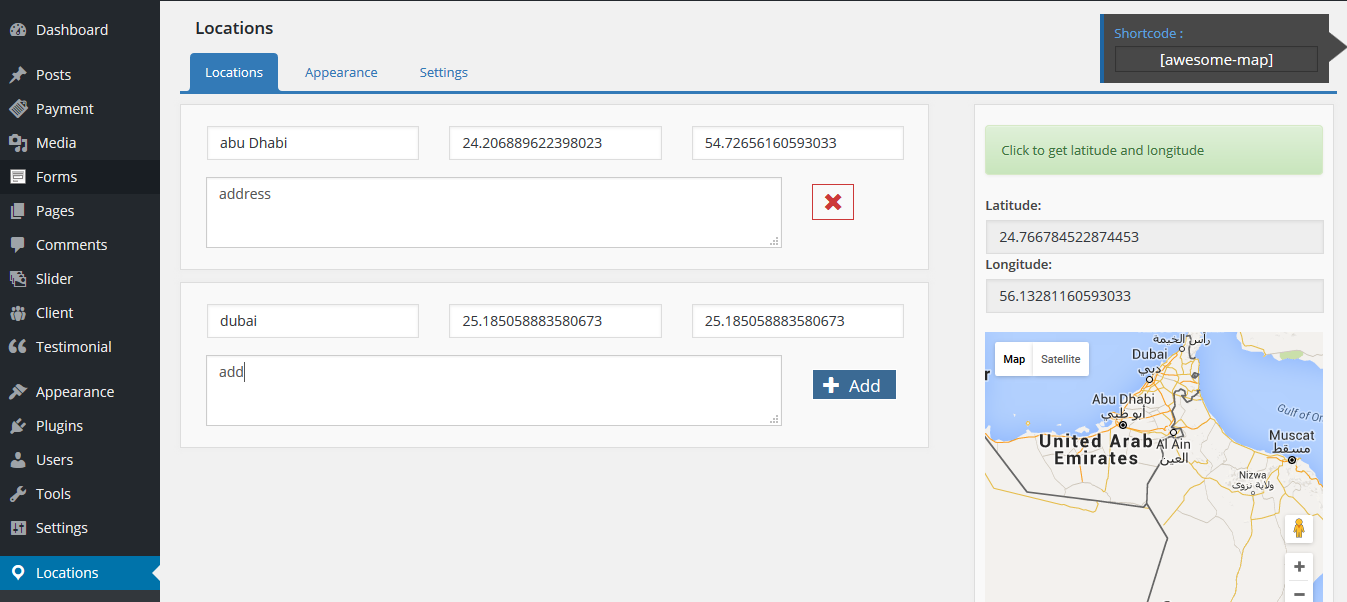 Dashboard
Posts
Payment
Media
Forms
Pages
Comments
Slider
Client
Testimonial
Appearance
Plugins
Users
Tools
Settings
Locations
Locations
Shortcode :
[awesome-map]
Locations Appearance Settings
abu Dhabi 24.206889622398023 54.72656160593033
address
dubai 25.185058883580673 25.185058883580673
add
Add
Click to get latitude and longitude
Latitude:
24.766784522874453
Longitude:
56.13281160593033
Map Satellite
رأس الخيمة
Dubai
دبي
Abu Dhabi
أبو ظبي
United Arab
Emirates
Al Ain
العين
Gulf of
Muscat
مسقط
Nizwa
ولاية نزوى